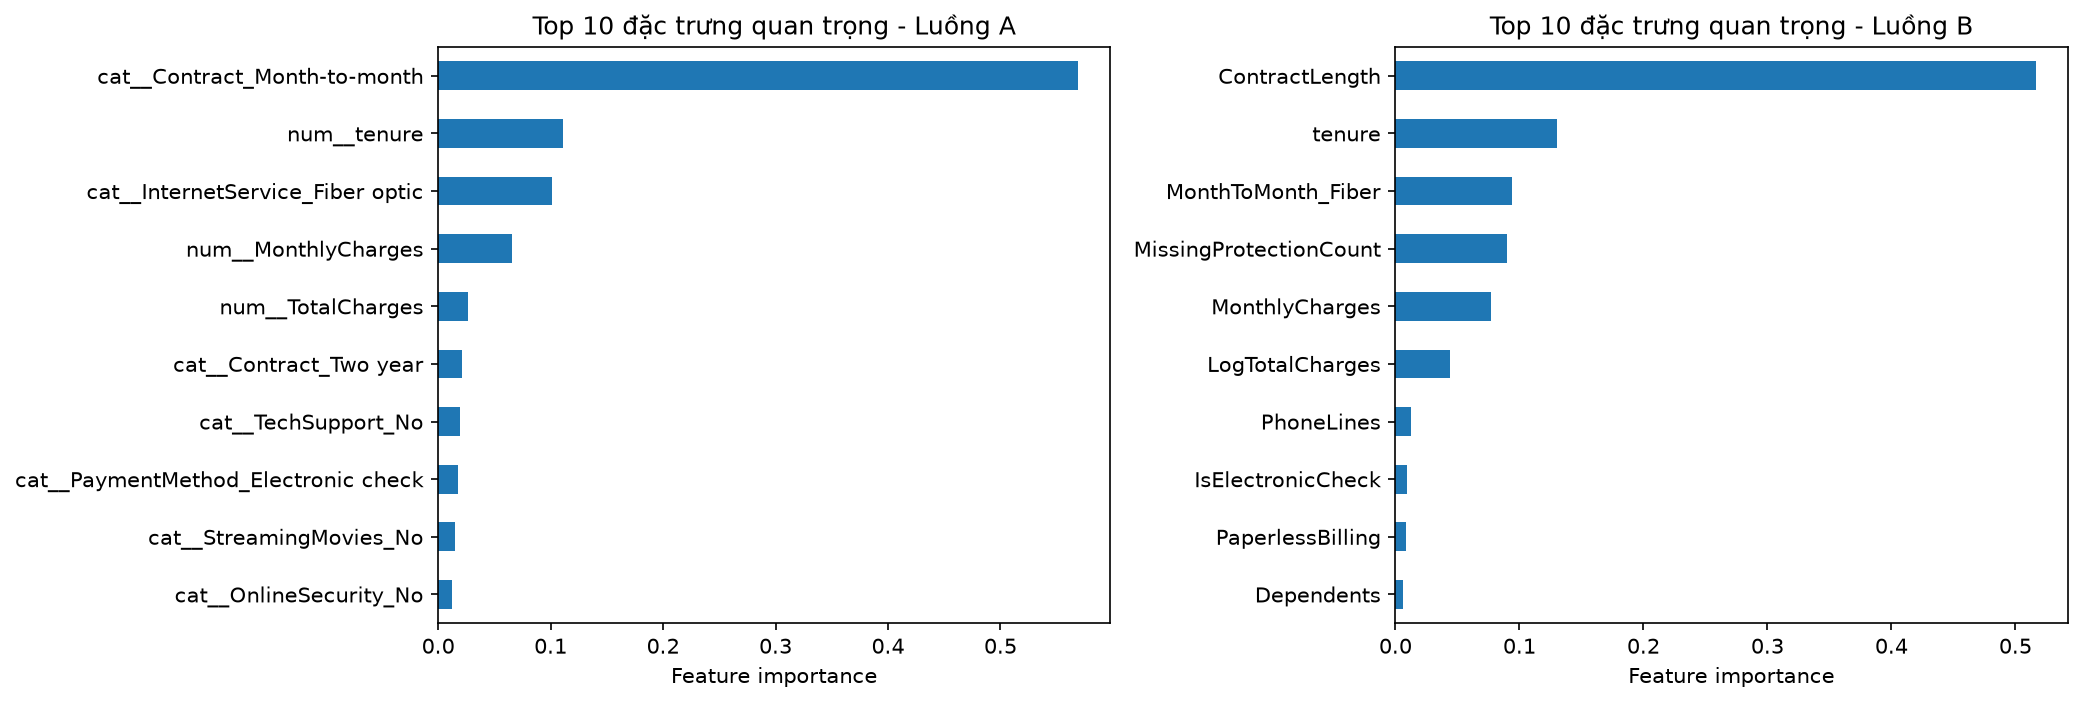 Top 10 đặc trưng quan trọng - Luồng A
cat__Contract_Month-to-month
num__tenure
cat__InternetService_Fiber optic
num__MonthlyCharges
num__TotalCharges
cat__Contract_Two year
cat__TechSupport_No
cat__PaymentMethod_Electronic check
cat__StreamingMovies_No
cat__OnlineSecurity_No
0.0 0.1 0.2 0.3 0.4 0.5
Feature importance
Top 10 đặc trưng quan trọng - Luồng B
ContractLength
tenure
MonthToMonth_Fiber
MissingProtectionCount
MonthlyCharges
LogTotalCharges
PhoneLines
IsElectronicCheck
PaperlessBilling
Dependents
0.0 0.1 0.2 0.3 0.4 0.5
Feature importance